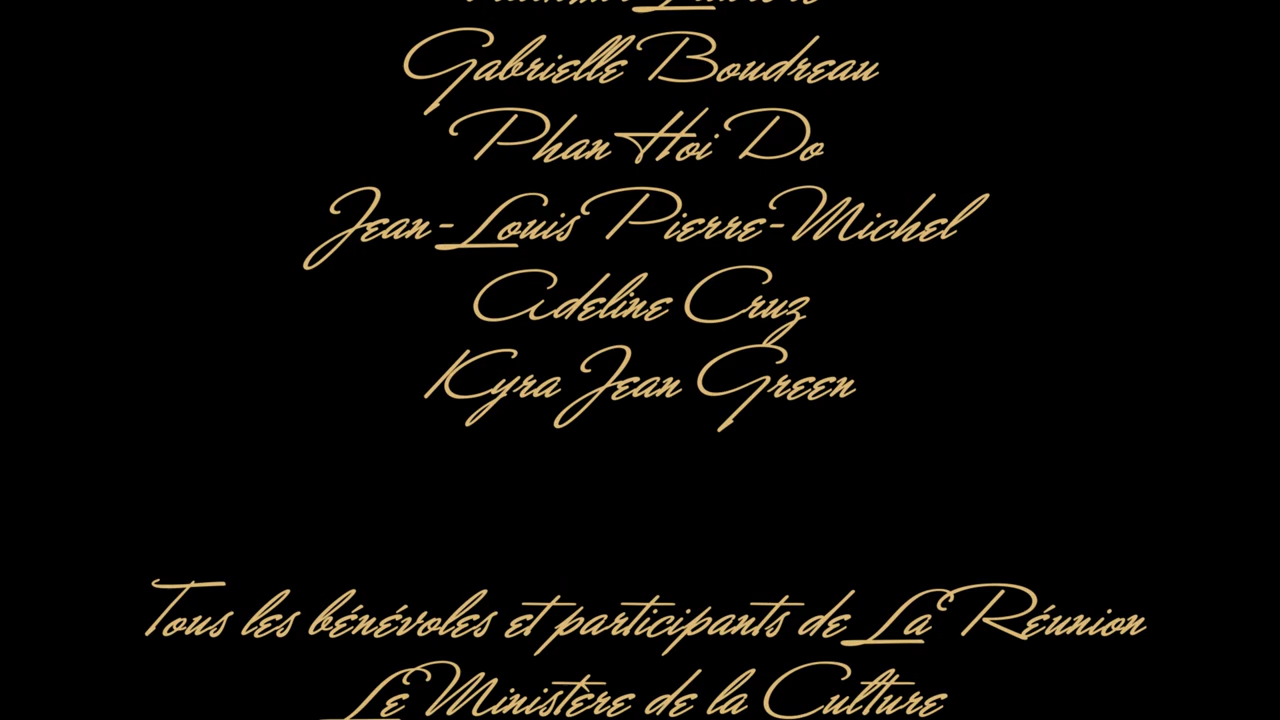 Gabrielle Boudreau
Phan Hoi Do
Jean-Louis Pierre-Michel
Adeline Cruz
Kyra Jean Green
Tous les bénévoles et participants de La Réunion
Le Ministère de la Culture